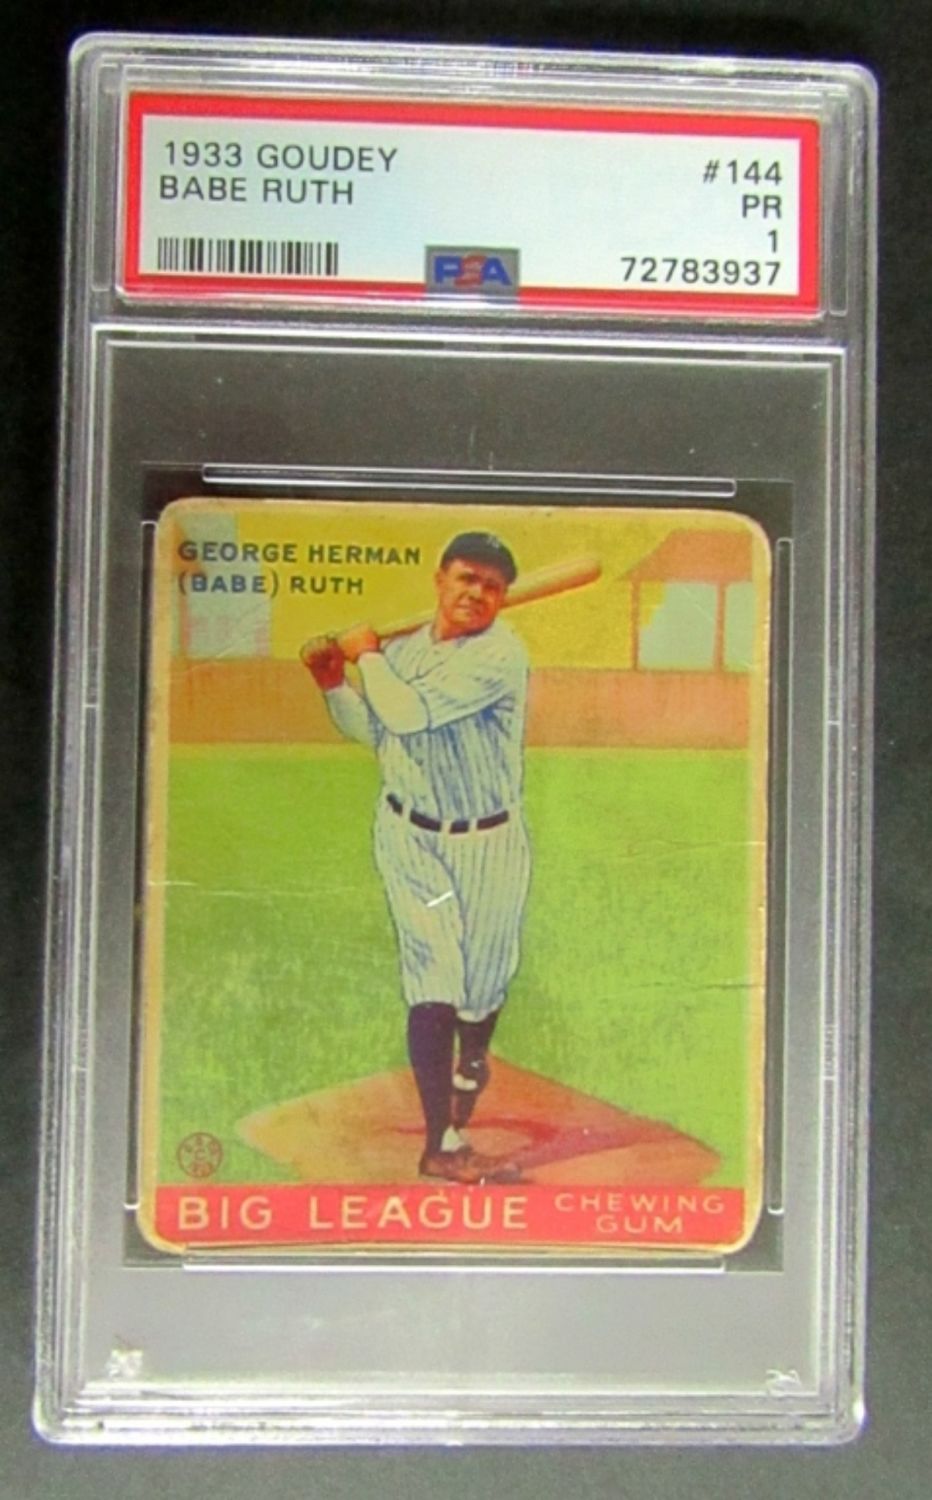 1933 GOUDEY #144
BABE RUTH PR
1
PSA 72783937
GEORGE HERMAN
(BABE) RUTH
BIG LEAGUE CHEWING
GUM